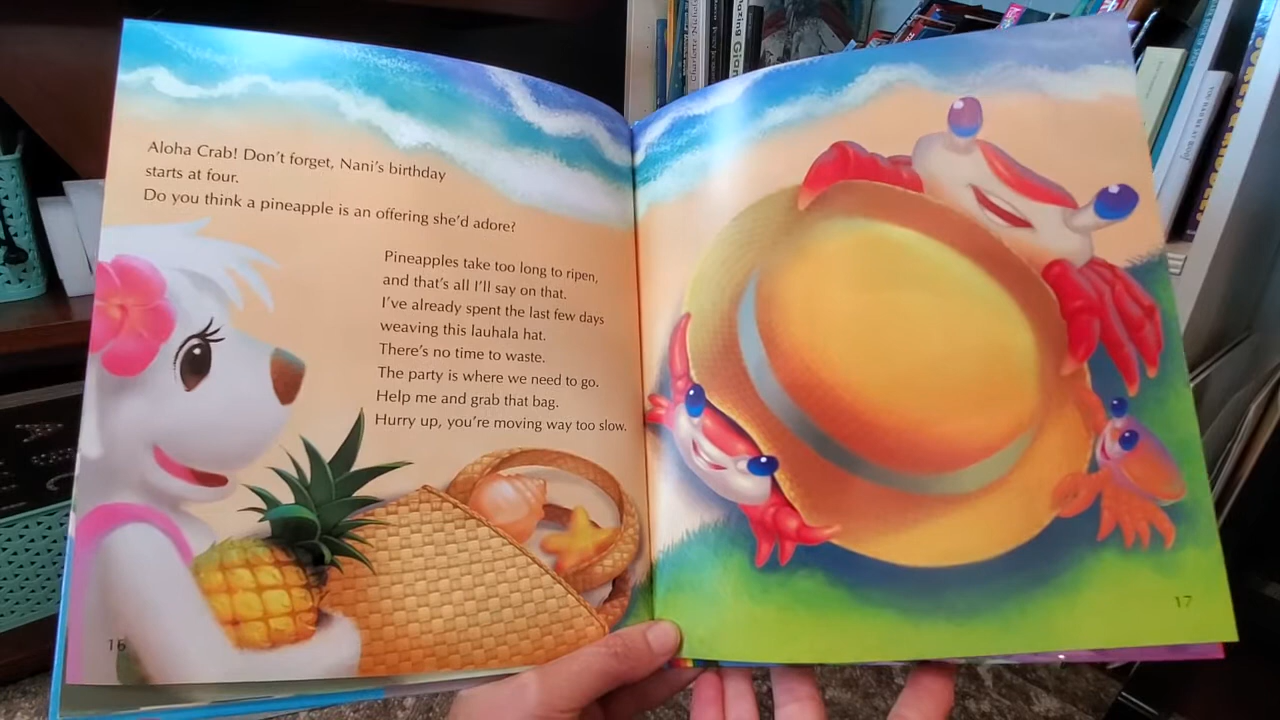 Aloha Crab! Don't forget, Nani's birthday
starts at four.
Do you think a pineapple is an offering she'd adore?
Pineapples take too long to ripen,
and that's all I'll say on that.
I've already spent the last few days
weaving this lauhala hat.
There's no time to waste.
The party is where we need to go.
Help me and grab that bag.
Hurry up, you're moving way too slow.
16
17